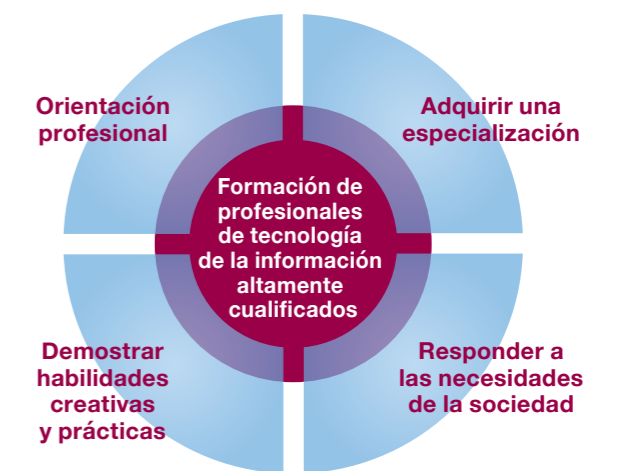 Orientación
profesional
Adquirir una
especialización
Formación de
profesionales
de tecnología
de la información
altamente
cualificados
Demostrar
habilidades
creativas
y prácticas
Responder a
las necesidades
de la sociedad